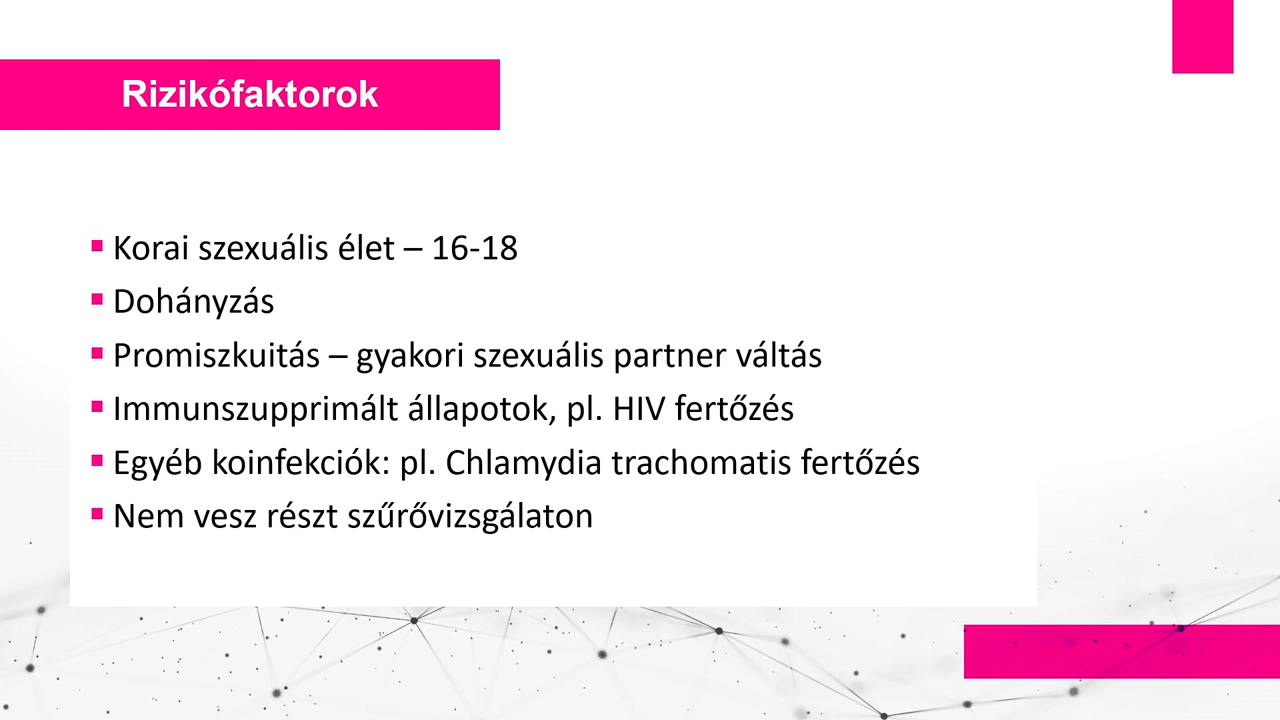 Rizikófaktorok
Korai szexuális élet – 16-18
Dohányzás
Promiszkuitás – gyakori szexuális partner váltás
Immunszupprimált állapotok, pl. HIV fertőzés
Egyéb koinfekciók: pl. Chlamydia trachomatis fertőzés
Nem vesz részt szűrővizsgálaton